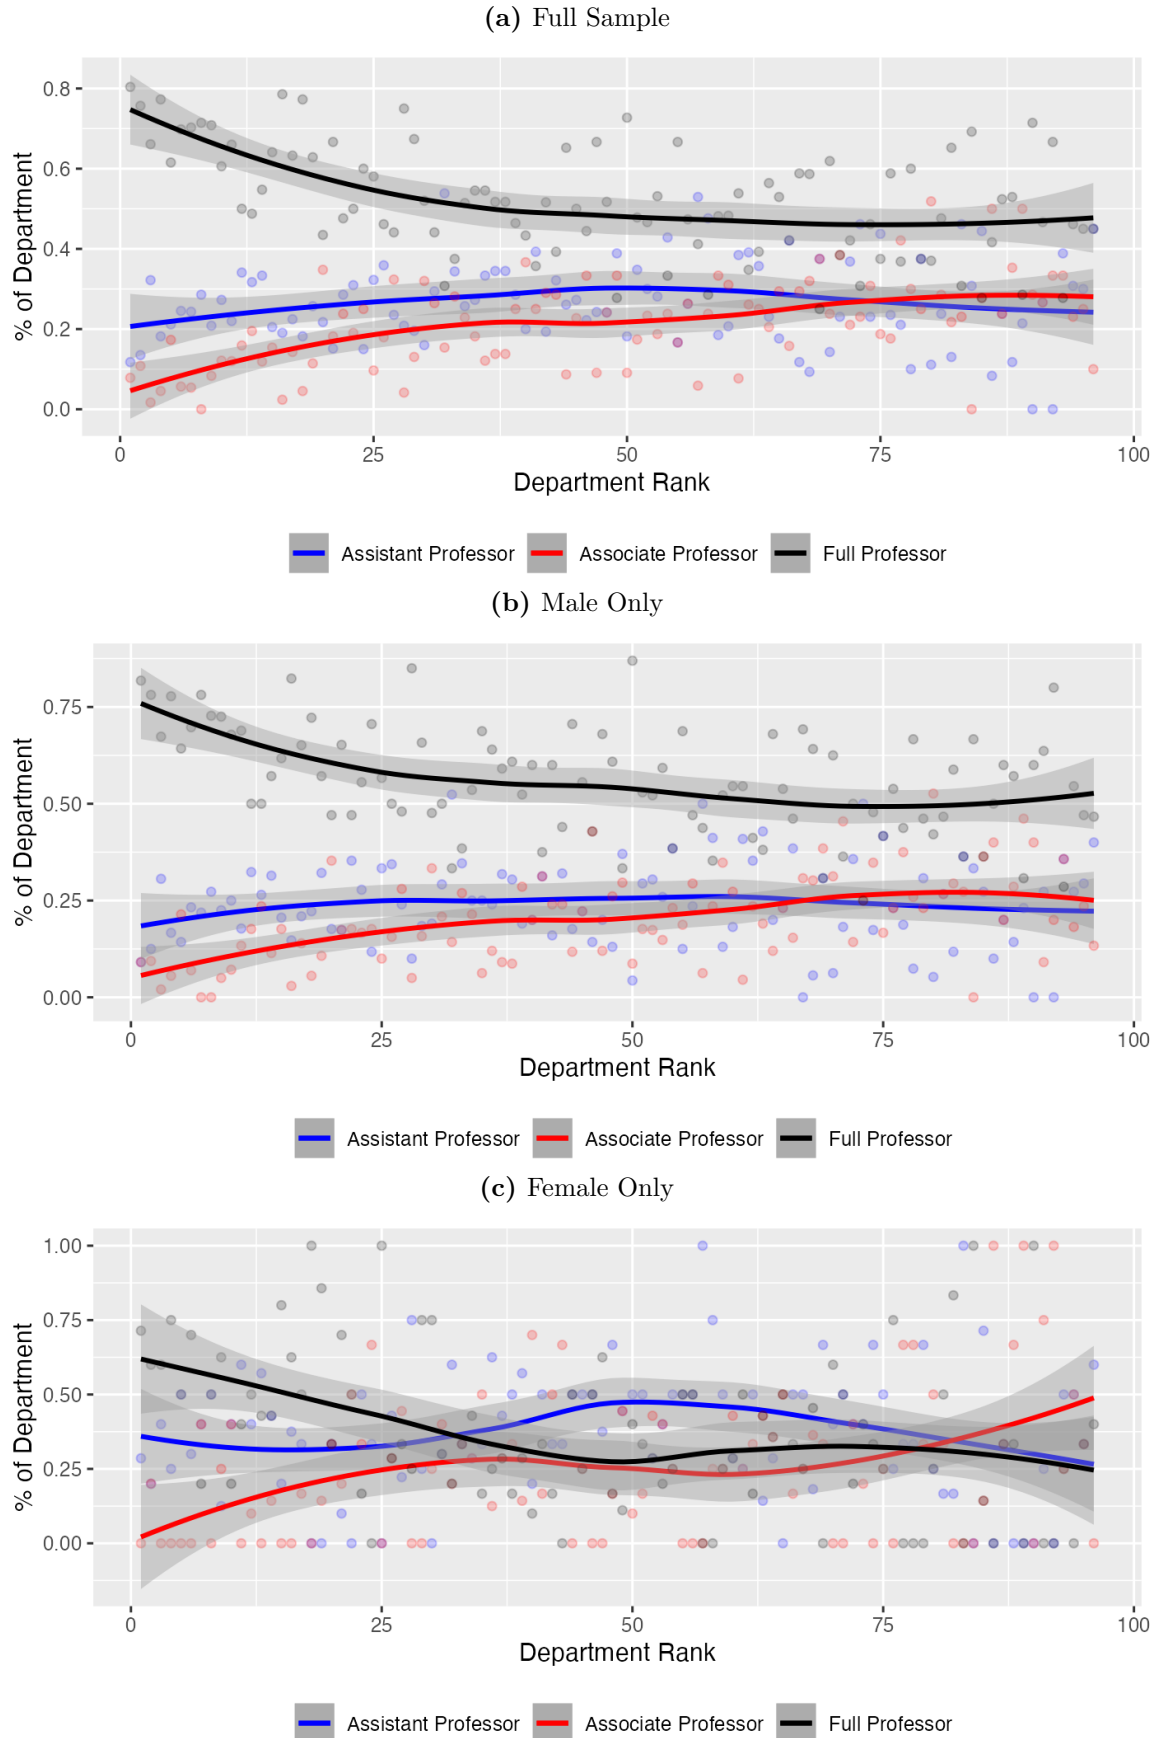 (a) Full Sample
% of Department
0.8
0.6
0.4
0.2
0.0
0 25 50 75 100
Department Rank
Assistant Professor Associate Professor Full Professor
(b) Male Only
% of Department
0.75
0.50
0.25
0.00
0 25 50 75 100
Department Rank
Assistant Professor Associate Professor Full Professor
(c) Female Only
% of Department
1.00
0.75
0.50
0.25
0.00
0 25 50 75 100
Department Rank
Assistant Professor Associate Professor Full Professor